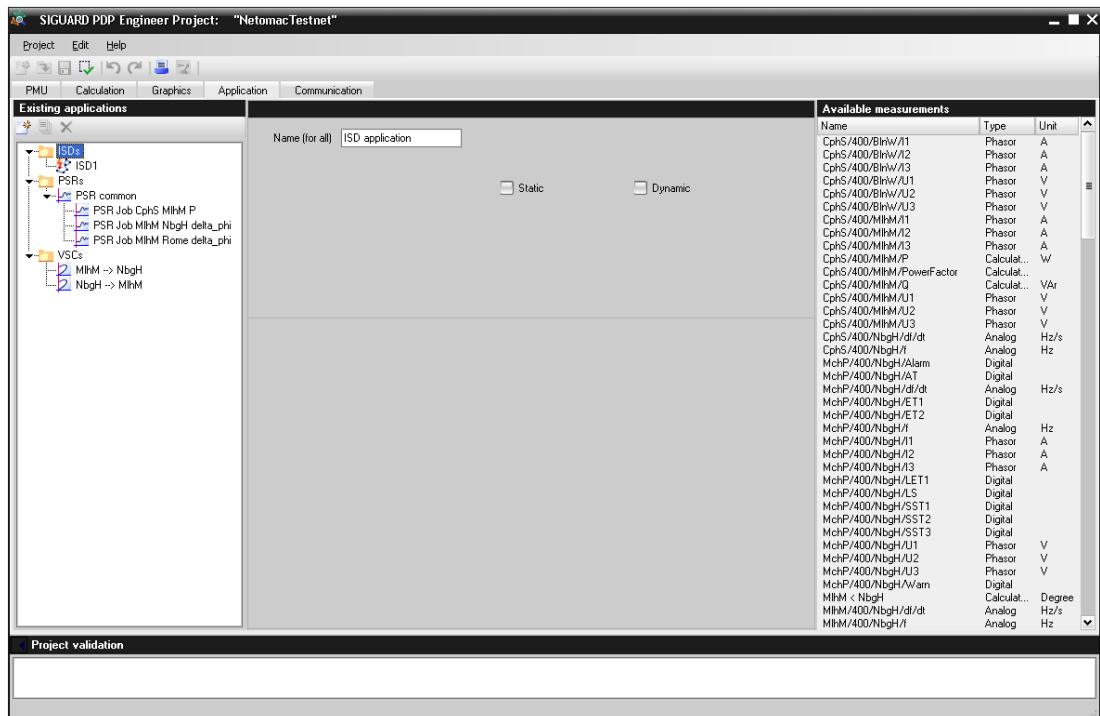 SIGUARD PDP Engineer Project: "NetomacTestnet"
Project Edit Help
PMU Calculation Graphics Application Communication
Existing applications
ISDs
ISD1
PSRs
PSR common
PSR Job CphS MlhM P
PSR Job MlhM NbgH delta_phi
PSR Job MlhM Rome delta_phi
VSCs
MlhM --> NbgH
NbgH --> MlhM
Name (for all) ISD application
Static Dynamic
Available measurements
Name Type Unit
CphS/400/BlnW/I1 Phasor A
CphS/400/BlnW/I2 Phasor A
CphS/400/BlnW/I3 Phasor A
CphS/400/BlnW/U1 Phasor V
CphS/400/BlnW/U2 Phasor V
CphS/400/BlnW/U3 Phasor V
CphS/400/MlhM/I1 Phasor A
CphS/400/MlhM/I2 Phasor A
CphS/400/MlhM/I3 Phasor A
CphS/400/MlhM/P Calculat... W
CphS/400/MlhM/PowerFactor Calculat...
CphS/400/MlhM/Q Calculat... VAr
CphS/400/MlhM/U1 Phasor V
CphS/400/MlhM/U2 Phasor V
CphS/400/MlhM/U3 Phasor V
CphS/400/NbgH/df/dt Analog Hz/s
CphS/400/NbgH/f Analog Hz
MchP/400/NbgH/Alarm Digital
MchP/400/NbgH/AT Digital
MchP/400/NbgH/df/dt Analog Hz/s
MchP/400/NbgH/ET1 Digital
MchP/400/NbgH/ET2 Digital
MchP/400/NbgH/f Analog Hz
MchP/400/NbgH/I1 Phasor A
MchP/400/NbgH/I2 Phasor A
MchP/400/NbgH/I3 Phasor A
MchP/400/NbgH/LET1 Digital
MchP/400/NbgH/LS Digital
MchP/400/NbgH/SST1 Digital
MchP/400/NbgH/SST2 Digital
MchP/400/NbgH/SST3 Digital
MchP/400/NbgH/U1 Phasor V
MchP/400/NbgH/U2 Phasor V
MchP/400/NbgH/U3 Phasor V
MchP/400/NbgH/Warn Digital
MlhM < NbgH Calculat... Degree
MlhM/400/NbgH/df/dt Analog Hz/s
MlhM/400/NbgH/f Analog Hz
Project validation